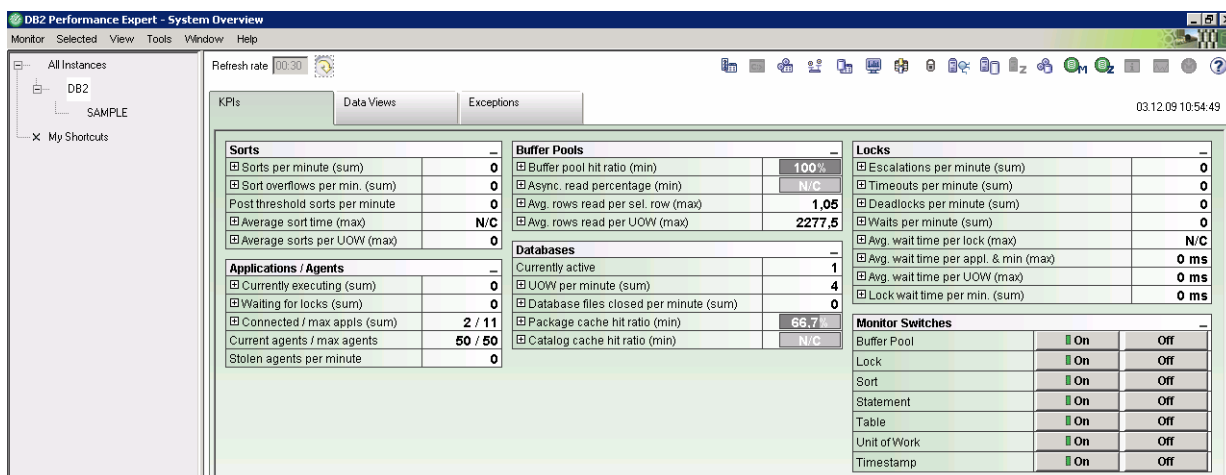 DB2 Performance Expert - System Overview
Monitor Selected View Tools Window Help
All Instances
DB2
SAMPLE
My Shortcuts
Refresh rate 00:30
KPIs Data Views Exceptions
03.12.09 10:54:49
Sorts
Sorts per minute (sum) 0
Sort overflows per min. (sum) 0
Post threshold sorts per minute 0
Average sort time (max) N/C
Average sorts per UOW (max) 0
Applications / Agents
Currently executing (sum) 0
Waiting for locks (sum) 0
Connected / max appls (sum) 2 / 11
Current agents / max agents 50 / 50
Stolen agents per minute 0
Buffer Pools
Buffer pool hit ratio (min) 100%
Async. read percentage (min) N/C
Avg. rows read per sel. row (max) 1,05
Avg. rows read per UOW (max) 2277,5
Databases
Currently active 1
UOW per minute (sum) 4
Database files closed per minute (sum) 0
Package cache hit ratio (min) 66,7%
Catalog cache hit ratio (min) N/C
Locks
Escalations per minute (sum) 0
Timeouts per minute (sum) 0
Deadlocks per minute (sum) 0
Waits per minute (sum) 0
Avg. wait time per lock (max) N/C
Avg. wait time per appl. & min (max) 0 ms
Avg. wait time per UOW (max) 0 ms
Lock wait time per min. (sum) 0 ms
Monitor Switches
Buffer Pool On Off
Lock On Off
Sort On Off
Statement On Off
Table On Off
Unit of Work On Off
Timestamp On Off